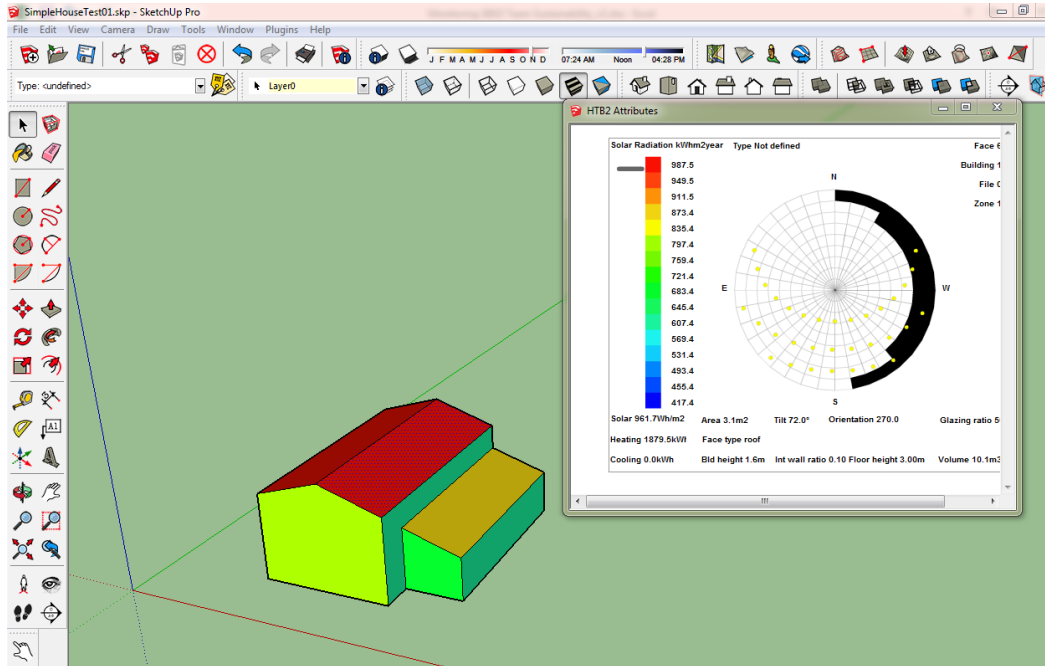 SimpleHouseTest01.skp - SketchUp Pro
File Edit View Camera Draw Tools Window Plugins Help
J F M A M J J A S O N D 07:24 AM Noon 04:28 PM
Type: <undefined> Layer0
HTB2 Attributes
Solar Radiation kWhm2year Type Not defined Face 6
987.5 Building 1
949.5 N File 0
911.5 Zone 1
873.4
835.4
797.4
759.4
721.4
683.4 E W
645.4
607.4
569.4
531.4
493.4
455.4
417.4 S
Solar 961.7Wh/m2 Area 3.1m2 Tilt 72.0° Orientation 270.0 Glazing ratio
Heating 1879.5kWh Face type roof
Cooling 0.0kWh Bld height 1.6m Int wall ratio 0.10 Floor height 3.00m Volume 10.1m3
A1